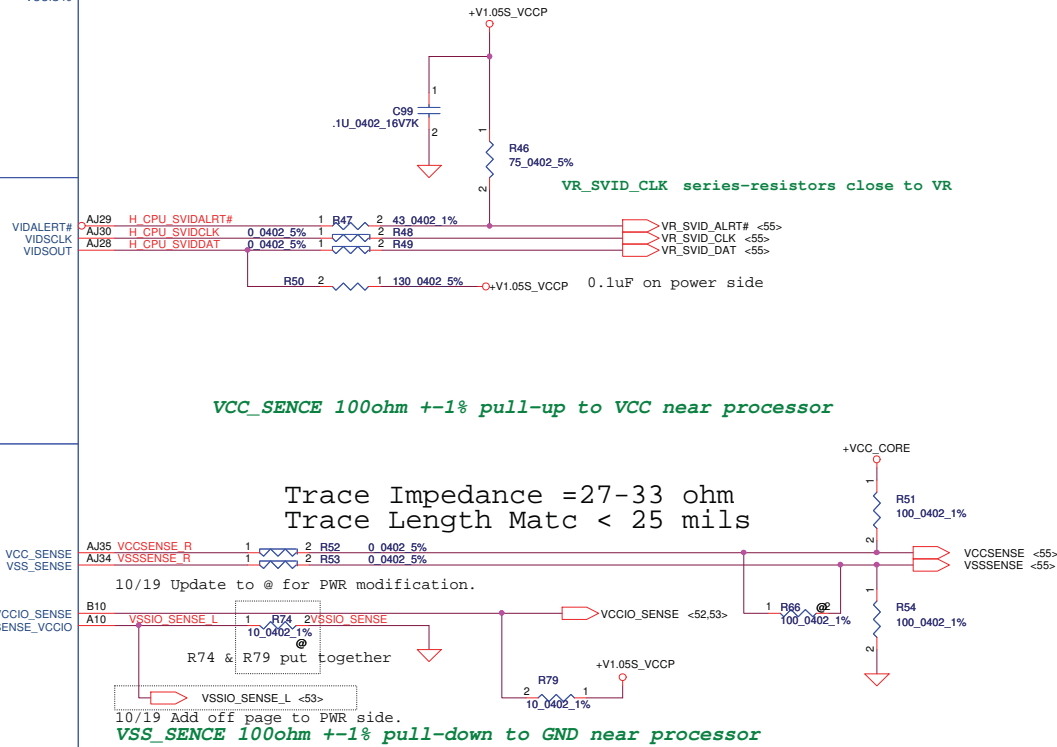 +V1.05S_VCCP
1
C99
.1U_0402_16V7K
2
1
R46
75_0402_5%
2
VR_SVID_CLK series-resistors close to VR
VIDALERT# AJ29 H_CPU_SVIDALRT# 1 R47 2 43_0402_1% VR_SVID_ALRT# <55>
VIDSCLK AJ30 H_CPU_SVIDCLK 0_0402_5% 1 2 R48 VR_SVID_CLK <55>
VIDSOUT AJ28 H_CPU_SVIDDAT 0_0402_5% 1 2 R49 VR_SVID_DAT <55>
R50 2 1 130_0402_5% +V1.05S_VCCP 0.1uF on power side
VCC_SENCE 100ohm +-1% pull-up to VCC near processor
+VCC_CORE
Trace Impedance =27-33 ohm
Trace Length Matc < 25 mils
1
R51
100_0402_1%
2
VCC_SENSE AJ35 VCCSENSE_R 1 2 R52 0_0402_5% VCCSENSE <55>
VSS_SENSE AJ34 VSSSENSE_R 1 2 R53 0_0402_5% VSSSENSE <55>
10/19 Update to @ for PWR modification.
1 R66 @ 2
100_0402_1%
1
R54
100_0402_1%
2
VCCIO_SENSE B10 VCCIO_SENSE <52,53>
SENSE_VCCIO A10 VSSIO_SENSE_L 1 R74 2 VSSIO_SENSE
10_0402_1%
@
R74 & R79 put together
+V1.05S_VCCP
R79
2 1
10_0402_1%
VSSIO_SENSE_L <53>
10/19 Add off page to PWR side.
VSS_SENCE 100ohm +-1% pull-down to GND near processor